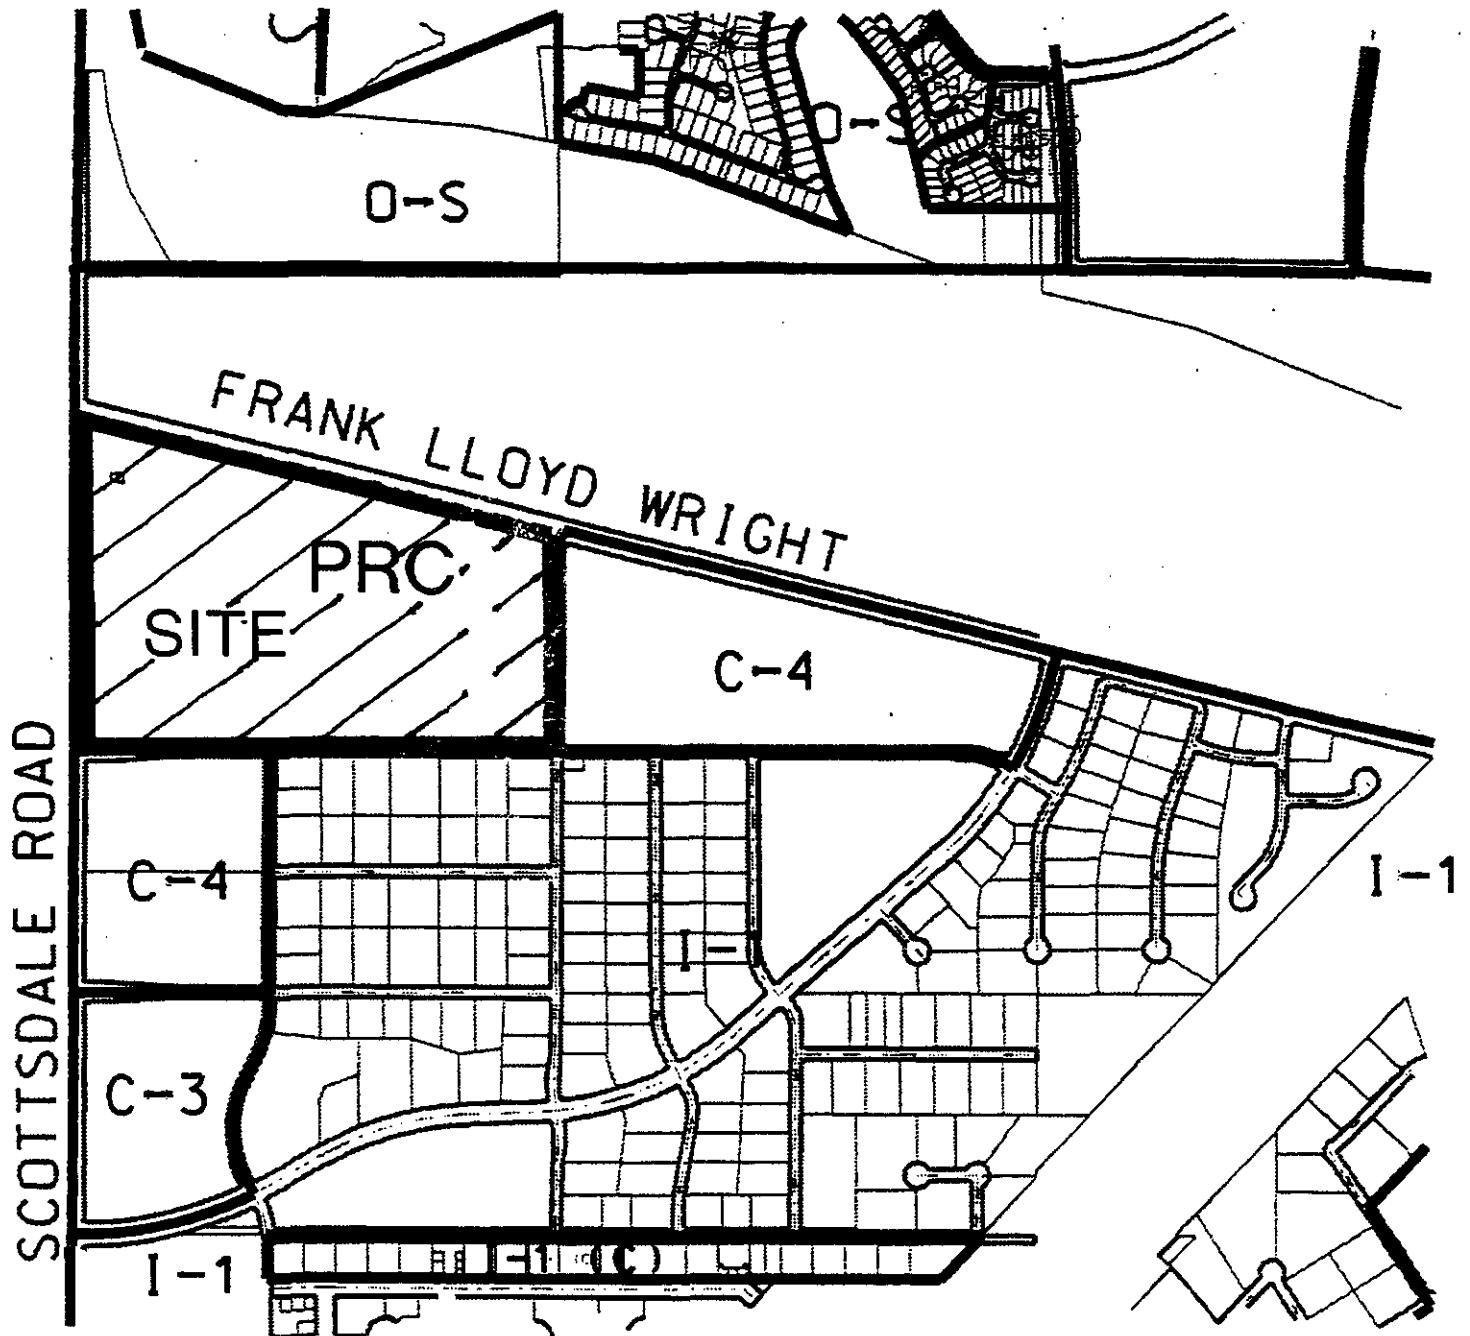 O-S
O-S
FRANK LLOYD WRIGHT
PRC
SITE
C-4
SCOTTSDALE ROAD
C-4
I-1
I-
C-3
I-1
I-1 (C)